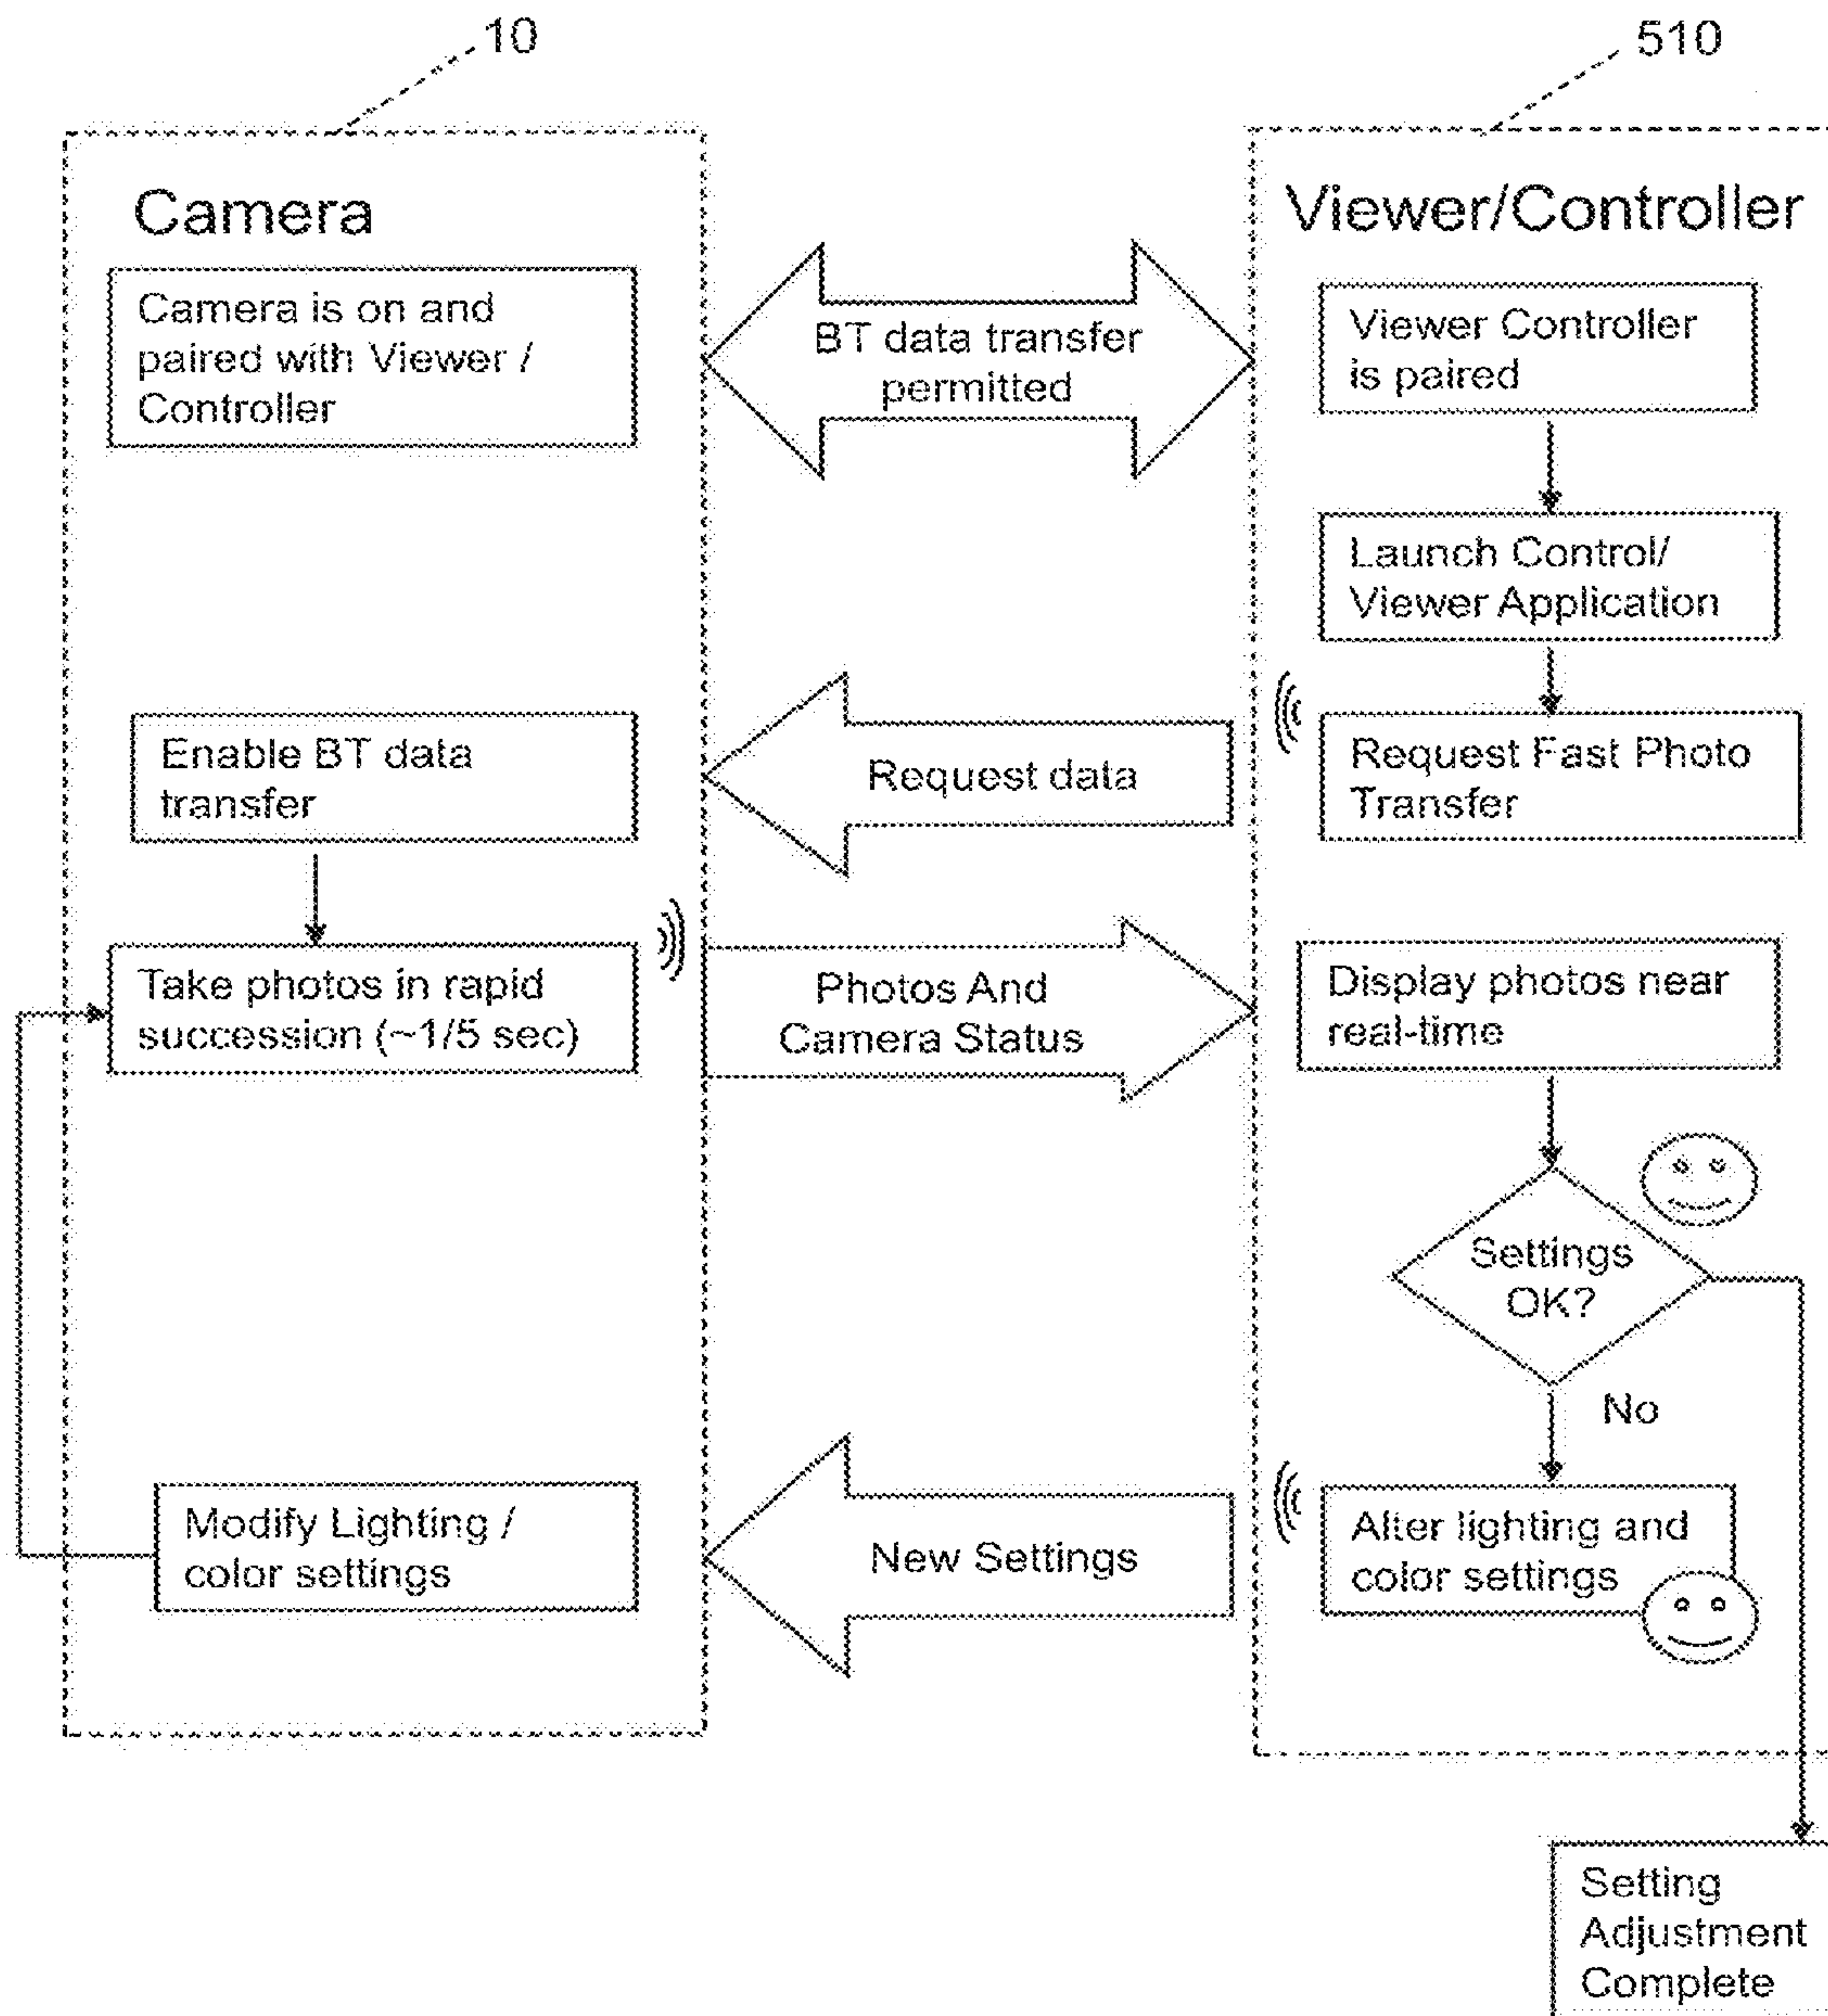 10
510
Camera
Viewer/Controller
Camera is on and
paired with Viewer /
Controller
BT data transfer
permitted
Viewer Controller
is paired
Launch Control/
Viewer Application
Enable BT data
transfer
Request data
Request Fast Photo
Transfer
Take photos in rapid
succession (~1/5 sec)
Photos And
Camera Status
Display photos near
real-time
Settings
OK?
No
Modify Lighting /
color settings
New Settings
Alter lighting and
color settings
Setting
Adjustment
Complete